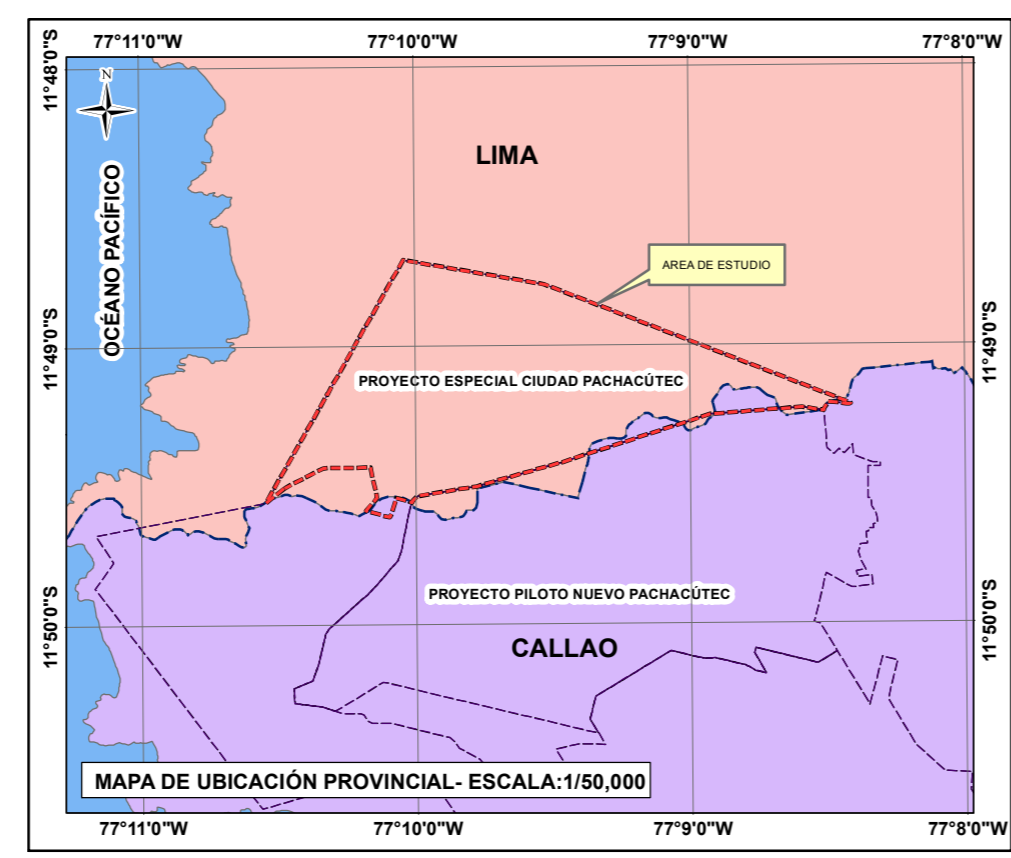 77°11'0"W 77°10'0"W 77°9'0"W 77°8'0"W
11°48'0"S
N
LIMA
OCÉANO PACÍFICO
AREA DE ESTUDIO
11°49'0"S 11°49'0"S
PROYECTO ESPECIAL CIUDAD PACHACÚTEC
PROYECTO PILOTO NUEVO PACHACÚTEC
11°50'0"S 11°50'0"S
CALLAO
MAPA DE UBICACIÓN PROVINCIAL- ESCALA:1/50,000
77°11'0"W 77°10'0"W 77°9'0"W 77°8'0"W